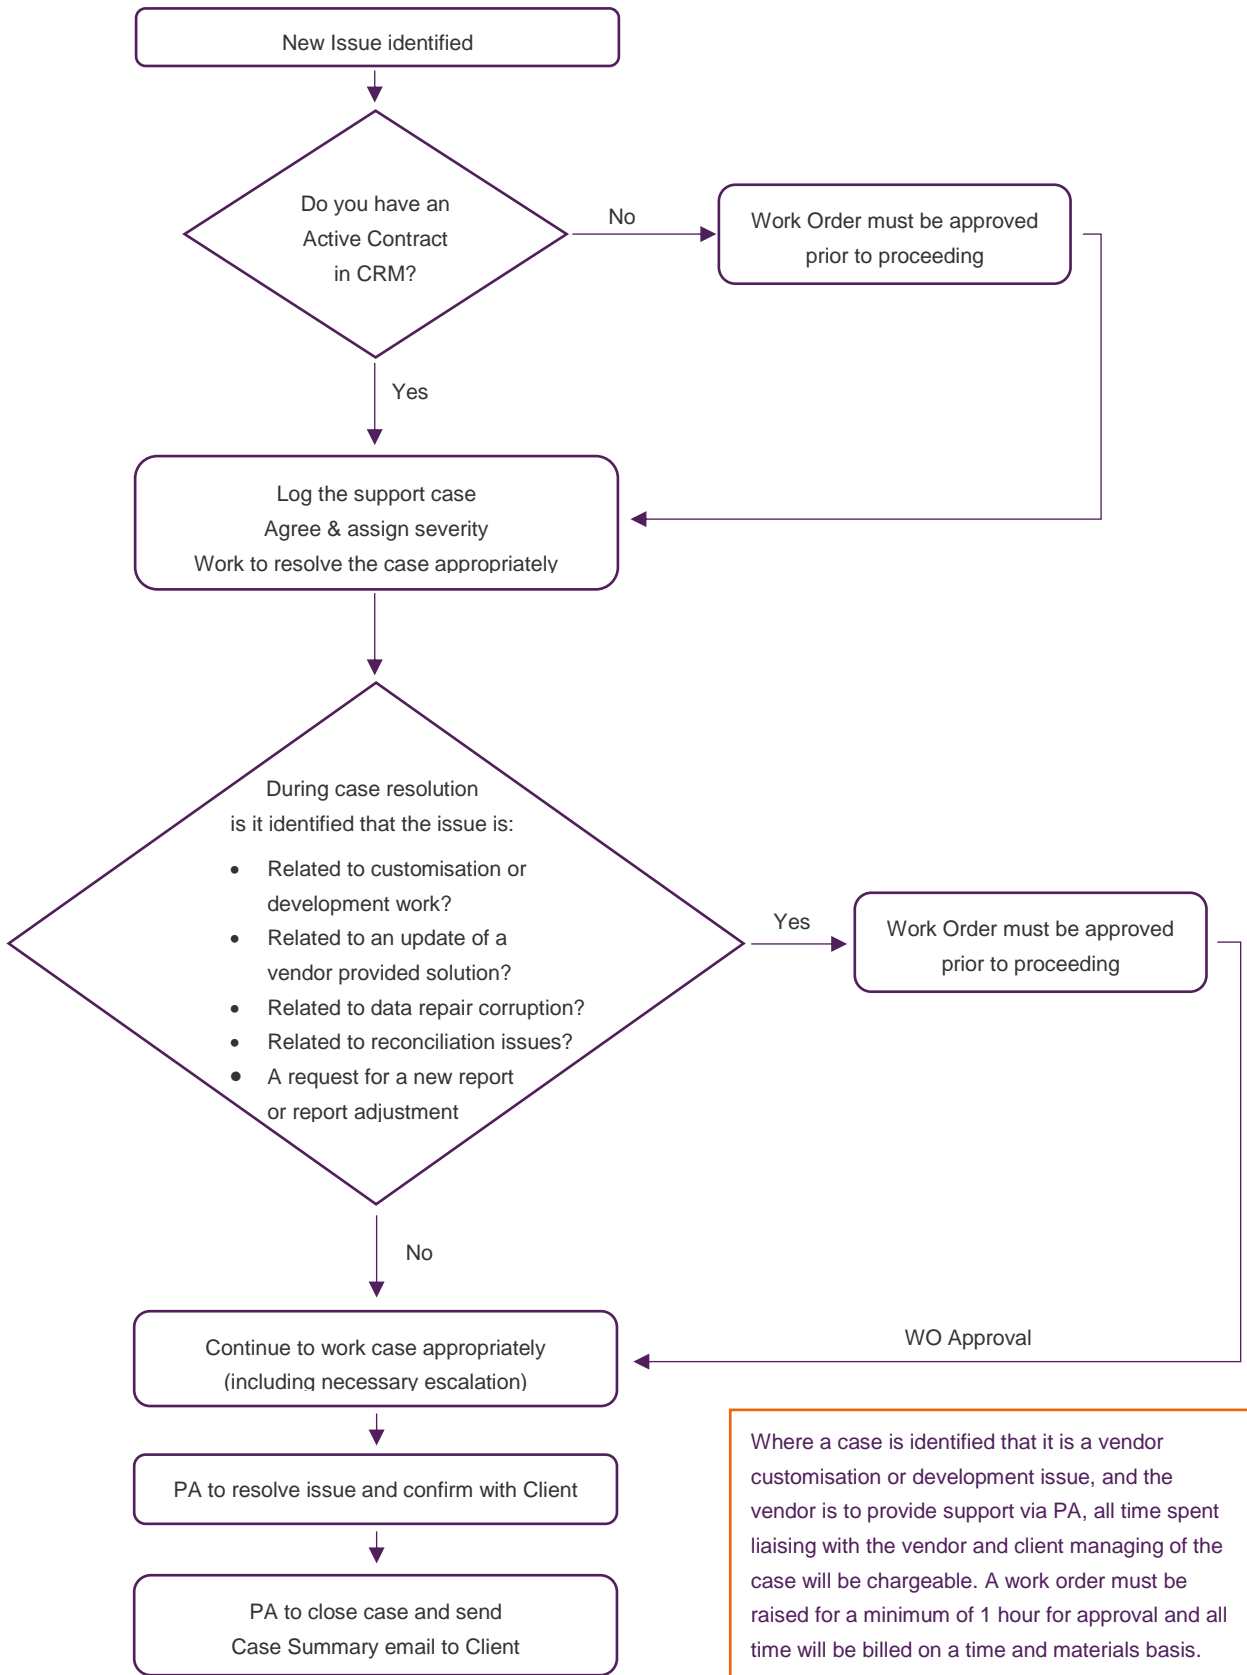 New Issue identified
Do you have an
Active Contract
in CRM?
No
Work Order must be approved
prior to proceeding
Yes
Log the support case
Agree & assign severity
Work to resolve the case appropriately
During case resolution
is it identified that the issue is:
• Related to customisation or
development work?
• Related to an update of a
vendor provided solution?
• Related to data repair corruption?
• Related to reconciliation issues?
• A request for a new report
or report adjustment
Yes
Work Order must be approved
prior to proceeding
No
WO Approval
Continue to work case appropriately
(including necessary escalation)
PA to resolve issue and confirm with Client
PA to close case and send
Case Summary email to Client
Where a case is identified that it is a vendor
customisation or development issue, and the
vendor is to provide support via PA, all time spent
liaising with the vendor and client managing of the
case will be chargeable. A work order must be
raised for a minimum of 1 hour for approval and all
time will be billed on a time and materials basis.